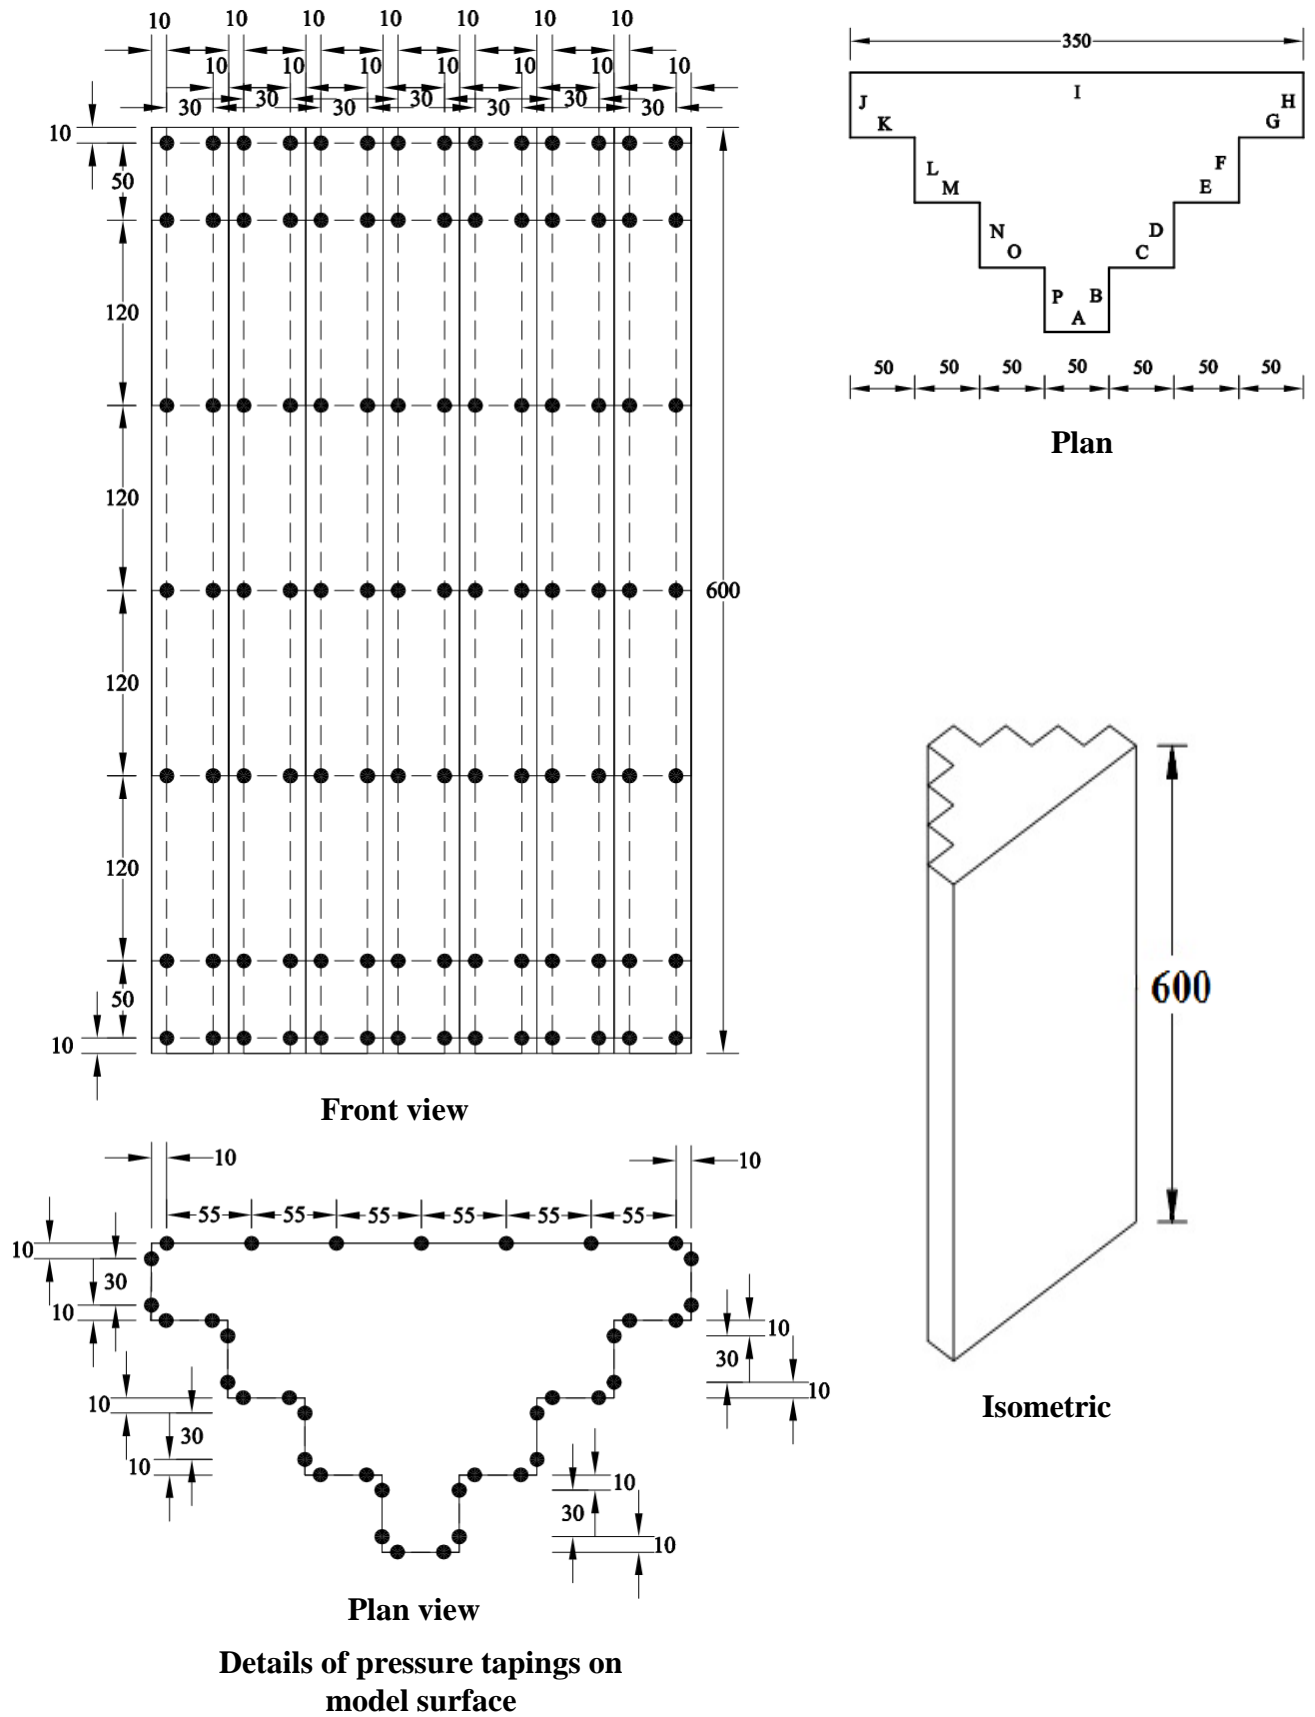 10 10 10 10 10 10 10
10 10 10 10 10 10 10
30 30 30 30 30 30 30
10
50
120
120
120
120
50
10
600
Front view
350
I
J H
K G
L F
M E
N D
O C
P B
A
50 50 50 50 50 50 50
Plan
600
Isometric
10 10
55 55 55 55 55 55
10
30
10
10
30
10
10
30
10
10
30
10
Plan view
Details of pressure tapings on
model surface